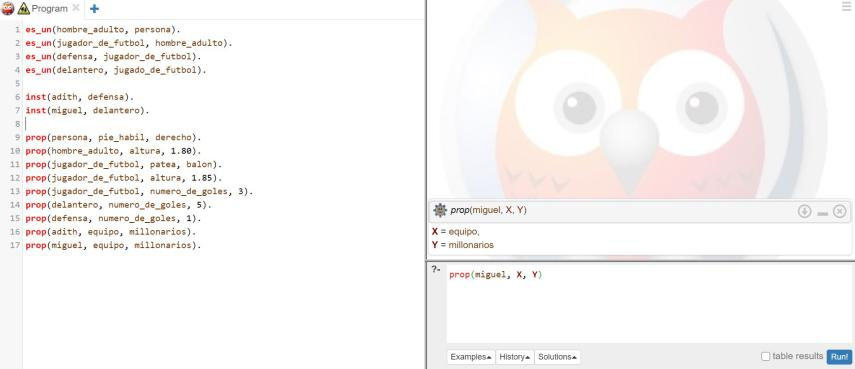 Program
1 es_un(hombre_adulto, persona).
2 es_un(jugador_de_futbol, hombre_adulto).
3 es_un(defensa, jugador_de_futbol).
4 es_un(delantero, jugado_de_futbol).
5
6 inst(adith, defensa).
7 inst(miguel, delantero).
8
9 prop(persona, pie_habil, derecho).
10 prop(hombre_adulto, altura, 1.80).
11 prop(jugador_de_futbol, patea, balon).
12 prop(jugador_de_futbol, altura, 1.85).
13 prop(jugador_de_futbol, numero_de_goles, 3).
14 prop(delantero, numero_de_goles, 5).
15 prop(defensa, numero_de_goles, 1).
16 prop(adith, equipo, millonarios).
17 prop(miguel, equipo, millonarios).
prop(miguel, X, Y)
X = equipo,
Y = millonarios
?- prop(miguel, X, Y)
Examples History Solutions table results Run!